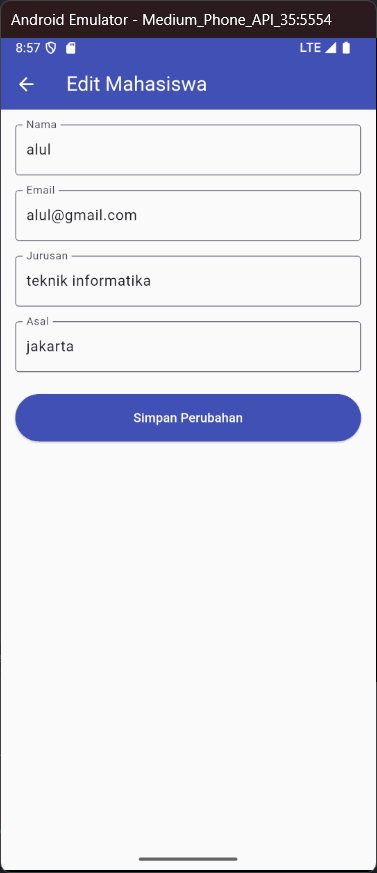 Android Emulator - Medium_Phone_API_35:5554
8:57 LTE
Edit Mahasiswa
Nama
alul
Email
alul@gmail.com
Jurusan
teknik informatika
Asal
jakarta
Simpan Perubahan